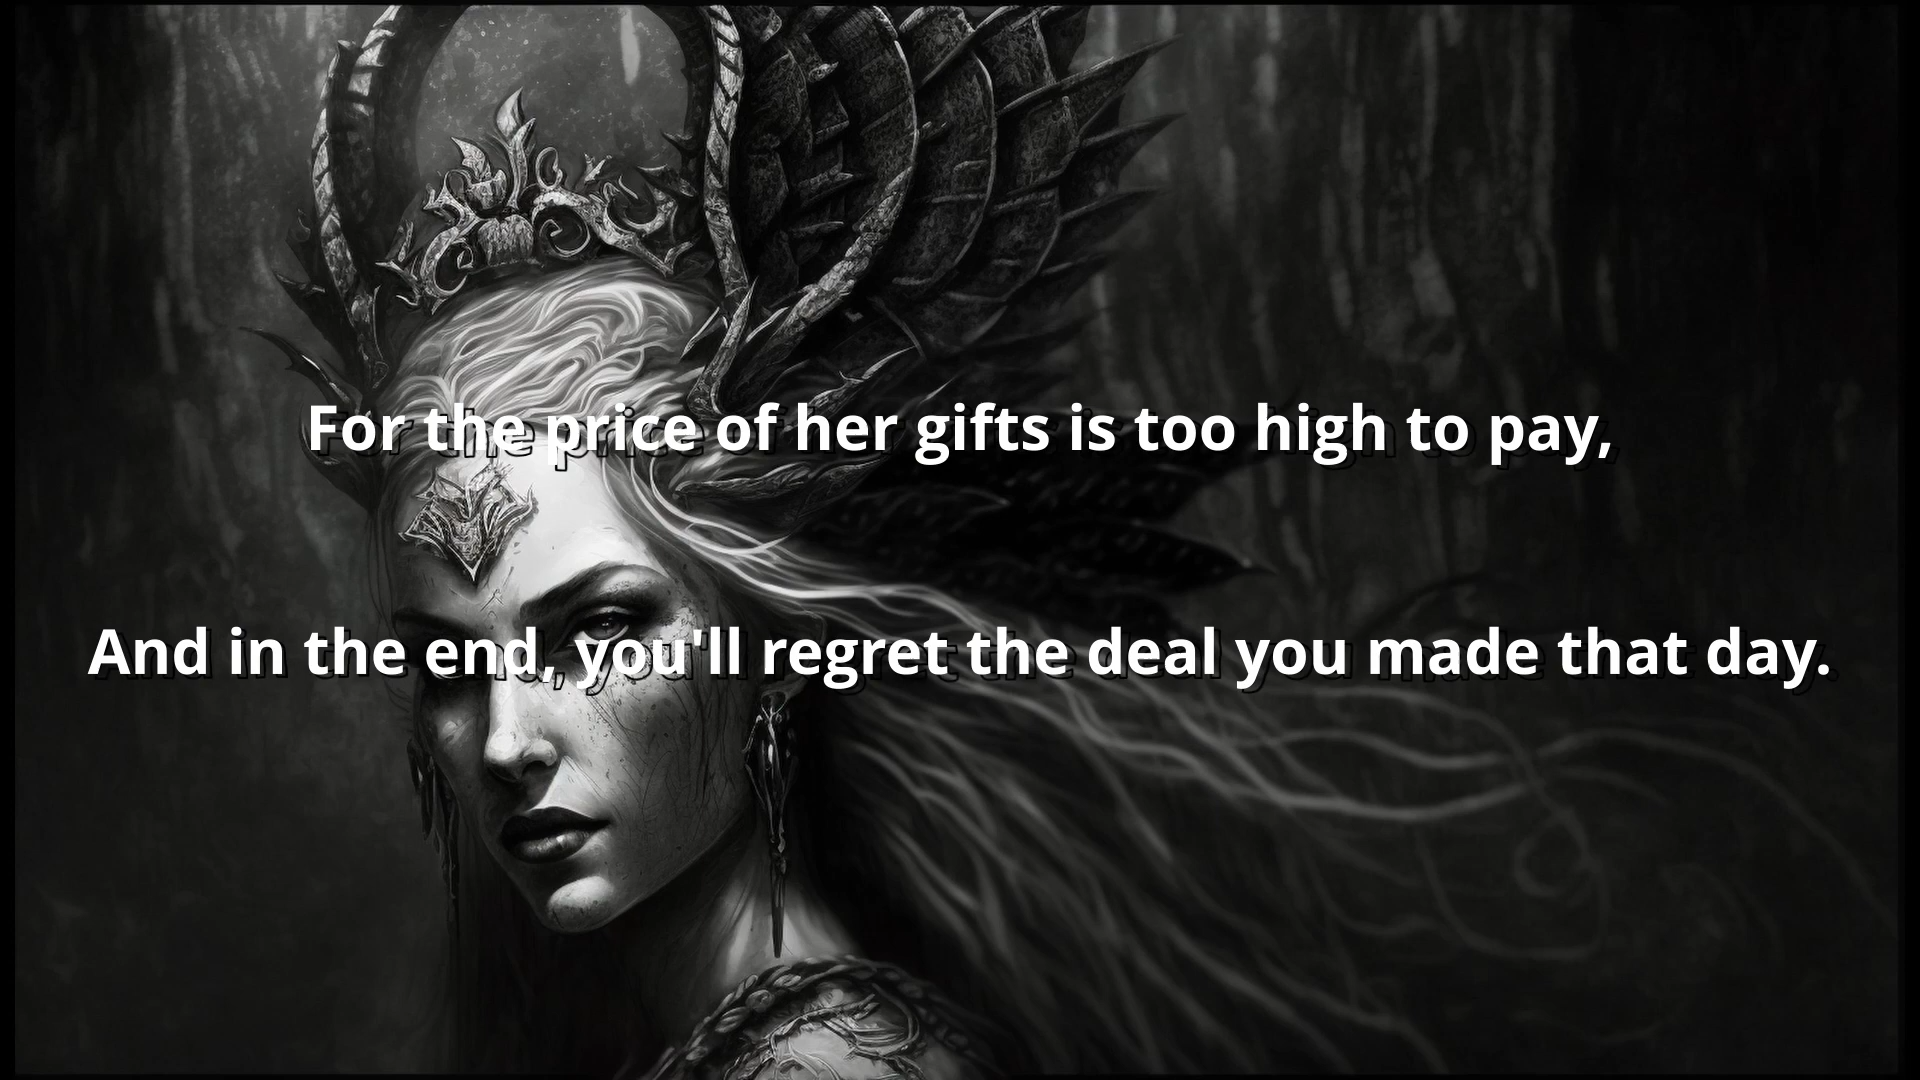 For the price of her gifts is too high to pay,
And in the end, you'll regret the deal you made that day.